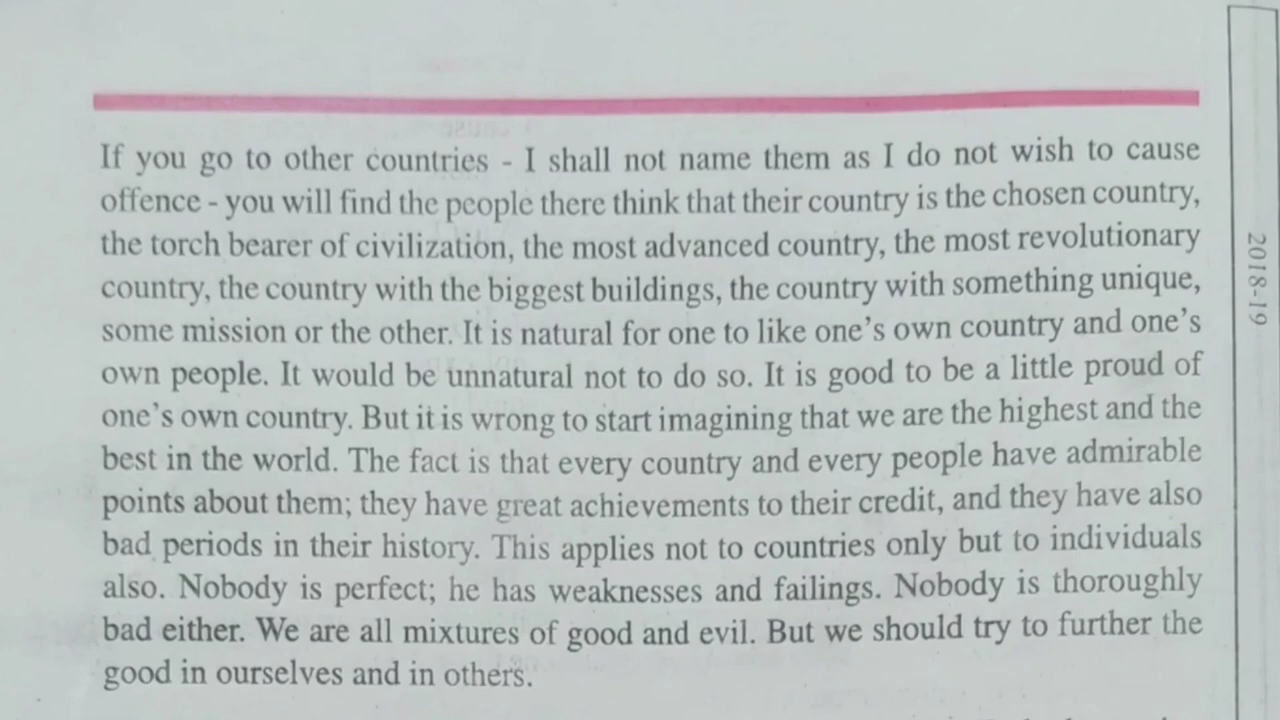 If you go to other countries - I shall not name them as I do not wish to cause
offence - you will find the people there think that their country is the chosen country,
the torch bearer of civilization, the most advanced country, the most revolutionary
country, the country with the biggest buildings, the country with something unique,
some mission or the other. It is natural for one to like one's own country and one's
own people. It would be unnatural not to do so. It is good to be a little proud of
one's own country. But it is wrong to start imagining that we are the highest and the
best in the world. The fact is that every country and every people have admirable
points about them; they have great achievements to their credit, and they have also
bad periods in their history. This applies not to countries only but to individuals
also. Nobody is perfect; he has weaknesses and failings. Nobody is thoroughly
bad either. We are all mixtures of good and evil. But we should try to further the
good in ourselves and in others.
2018-19